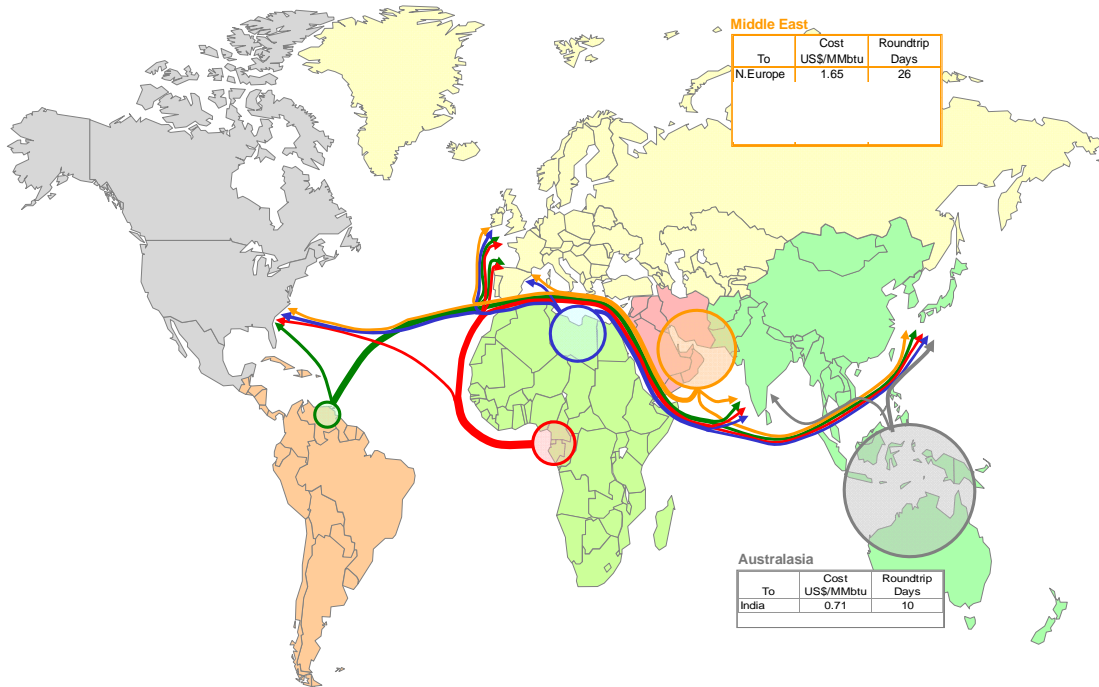 Middle East
Cost Roundtrip
To US$/MMbtu Days
N.Europe 1.65 26
Australasia
Cost Roundtrip
To US$/MMbtu Days
India 0.71 10